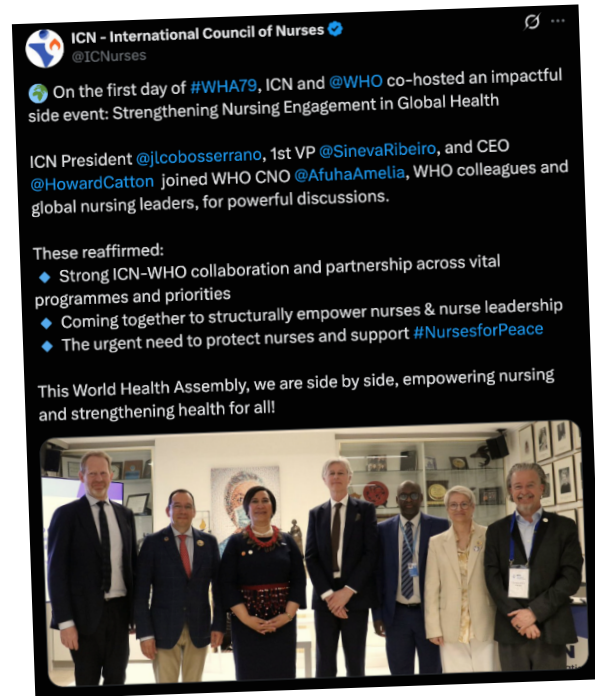 ICN - International Council of Nurses
@ICNurses
🌍 On the first day of #WHA79, ICN and @WHO co-hosted an impactful
side event: Strengthening Nursing Engagement in Global Health
ICN President @jlcobosserrano, 1st VP @SinevaRibeiro, and CEO
@HowardCatton joined WHO CNO @AfuhaAmelia, WHO colleagues and
global nursing leaders, for powerful discussions.
These reaffirmed:
🔹 Strong ICN-WHO collaboration and partnership across vital
programmes and priorities
🔹 Coming together to structurally empower nurses & nurse leadership
🔹 The urgent need to protect nurses and support #NursesforPeace
This World Health Assembly, we are side by side, empowering nursing
and strengthening health for all!